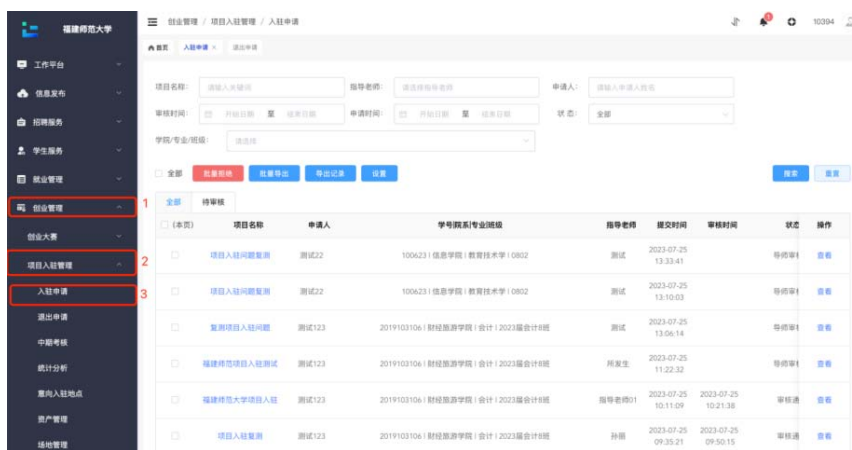 福建师范大学
创业管理 / 项目入驻管理 / 入驻申请
10394
首页 入驻申请 × 退出申请
工作平台
信息发布
招聘服务
学生服务
就业管理
创业管理 1
创业大赛
项目入驻管理 2
入驻申请 3
退出申请
中期考核
统计分析
意向入驻地点
资产管理
场地管理
项目名称: 请输入关键词 指导老师: 请选择指导老师 申请人: 请输入申请人姓名
审核时间: 开始日期 至 结束日期 申请时间: 开始日期 至 结束日期 状态: 全部
学院/专业/班级: 请选择
全部 批量拒绝 批量导出 导出记录 设置 搜索 重置
全部 待审核
(本页) 项目名称 申请人 学号|院系|专业|班级 指导老师 提交时间 审核时间 状态 操作
项目入驻问题复测 测试22 100623 | 信息学院 | 教育技术学 | 0802 测试 2023-07-25 13:33:41 导师审核 查看
项目入驻问题复测 测试22 100623 | 信息学院 | 教育技术学 | 0802 测试 2023-07-25 13:10:03 导师审核 查看
复测项目入驻问题 测试123 2019103106 | 财经旅游学院 | 会计 | 2023届会计8班 测试 2023-07-25 13:06:14 导师审核 查看
福建师范项目入驻测试 测试123 2019103106 | 财经旅游学院 | 会计 | 2023届会计8班 所发生 2023-07-25 11:22:32 导师审核 查看
福建师范大学项目入驻 测试123 2019103106 | 财经旅游学院 | 会计 | 2023届会计8班 指导老师01 2023-07-25 10:11:09 2023-07-25 10:21:38 审核通 查看
项目入驻复测 测试123 2019103106 | 财经旅游学院 | 会计 | 2023届会计8班 孙丽 2023-07-25 09:35:21 2023-07-25 09:50:15 审核通 查看